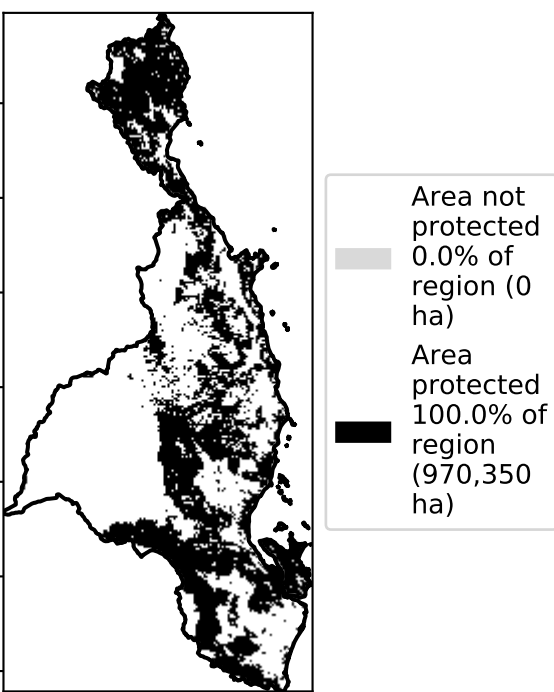 Area not
protected
0.0% of
region (0
ha)
Area
protected
100.0% of
region
(970,350
ha)